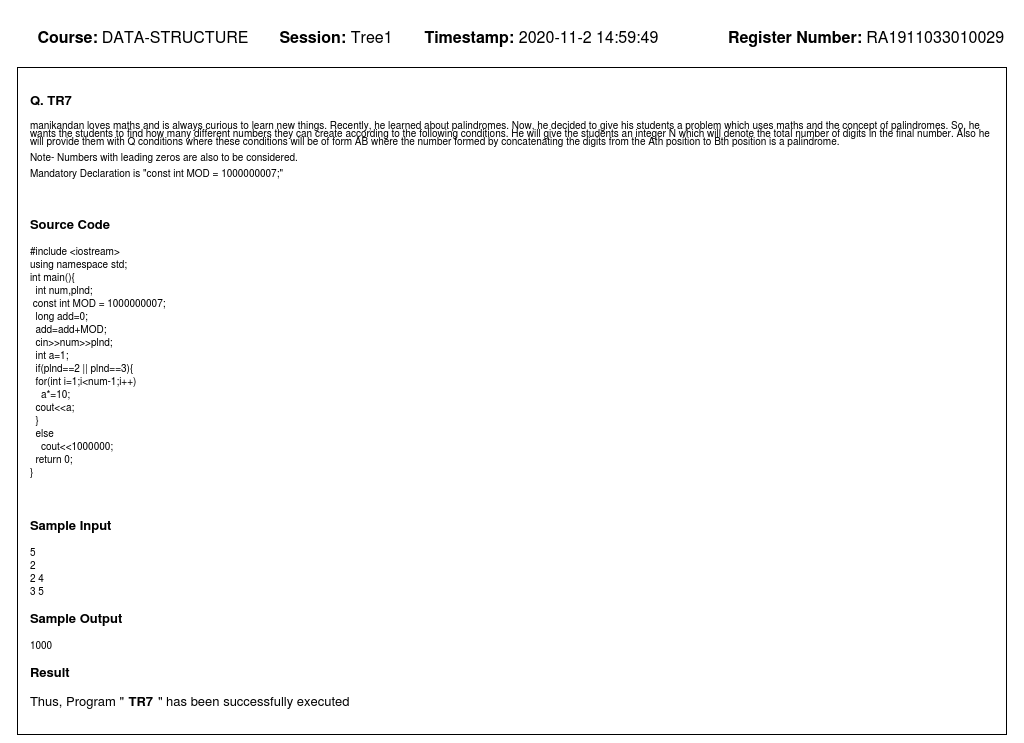 Course: DATA-STRUCTURE Session: Tree1 Timestamp: 2020-11-2 14:59:49 Register Number: RA1911033010029
Q. TR7
manikandan loves maths and is always curious to learn new things. Recently, he learned about palindromes. Now, he decided to give his students a problem which uses maths and the concept of palindromes. So, he
wants the students to find how many different numbers they can create according to the following conditions. He will give the students an integer N which will denote the total number of digits in the final number. Also he
will provide them with Q conditions where these conditions will be of form AB where the number formed by concatenating the digits from the Ath position to Bth position is a palindrome.
Note- Numbers with leading zeros are also to be considered.
Mandatory Declaration is "const int MOD = 1000000007;"
Source Code
#include <iostream>
using namespace std;
int main(){
int num,plnd;
const int MOD = 1000000007;
long add=0;
add=add+MOD;
cin>>num>>plnd;
int a=1;
if(plnd==2 || plnd==3){
for(int i=1;i<num-1;i++)
a*=10;
cout<<a;
}
else
cout<<1000000;
return 0;
}
Sample Input
5
2
2 4
3 5
Sample Output
1000
Result
Thus, Program " TR7 " has been successfully executed